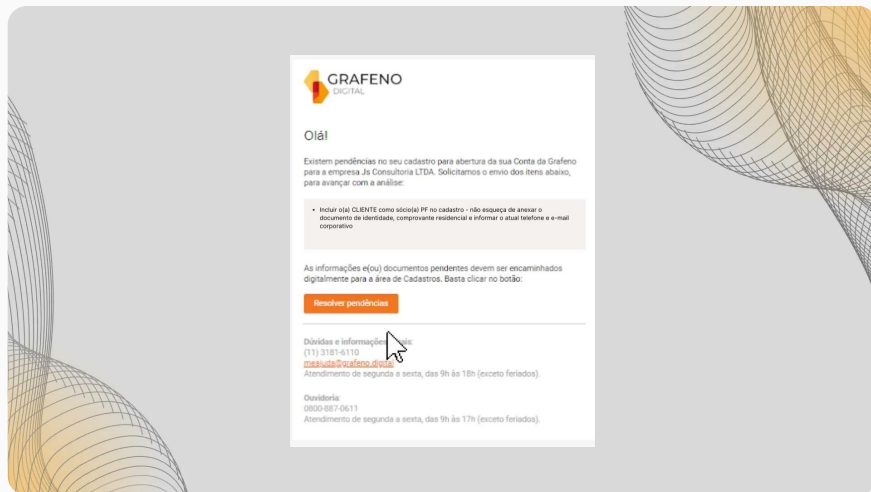 GRAFENO
DIGITAL
Olá!
Existem pendências no seu cadastro para abertura da sua Conta da Grafeno
para a empresa Js Consultoria LTDA. Solicitamos o envio dos itens abaixo,
para avançar com a análise:
• Incluir o(a) CLIENTE como sócio(a) PF no cadastro - não esqueça de anexar o
documento de identidade, comprovante residencial e informar o atual telefone e e-mail
corporativo
As informações e(ou) documentos pendentes devem ser encaminhados
digitalmente para a área de Cadastros. Basta clicar no botão:
Resolver pendências
Dúvidas e informações
(11) 3181-6110
meajuda@grafeno.digital
Atendimento de segunda a sexta, das 9h às 18h (exceto feriados).
Ouvidoria:
0800-887-0611
Atendimento de segunda a sexta, das 9h às 17h (exceto feriados).